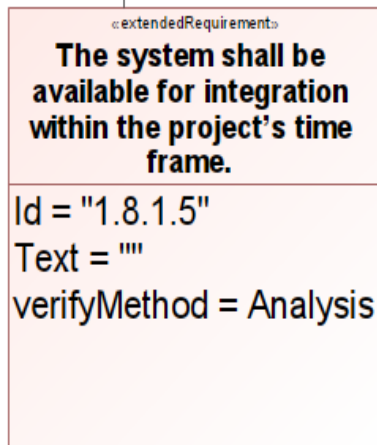 «extendedRequirement»
The system shall be
available for integration
within the project’s time
frame.
Id = "1.8.1.5"
Text = ""
verifyMethod = Analysis